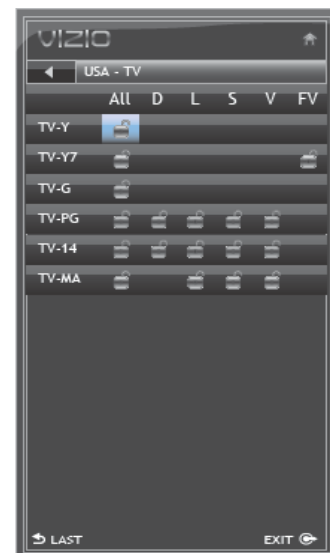 VIZIO
USA - TV
All D L S V FV
TV-Y
TV-Y7
TV-G
TV-PG
TV-14
TV-MA
LAST EXIT